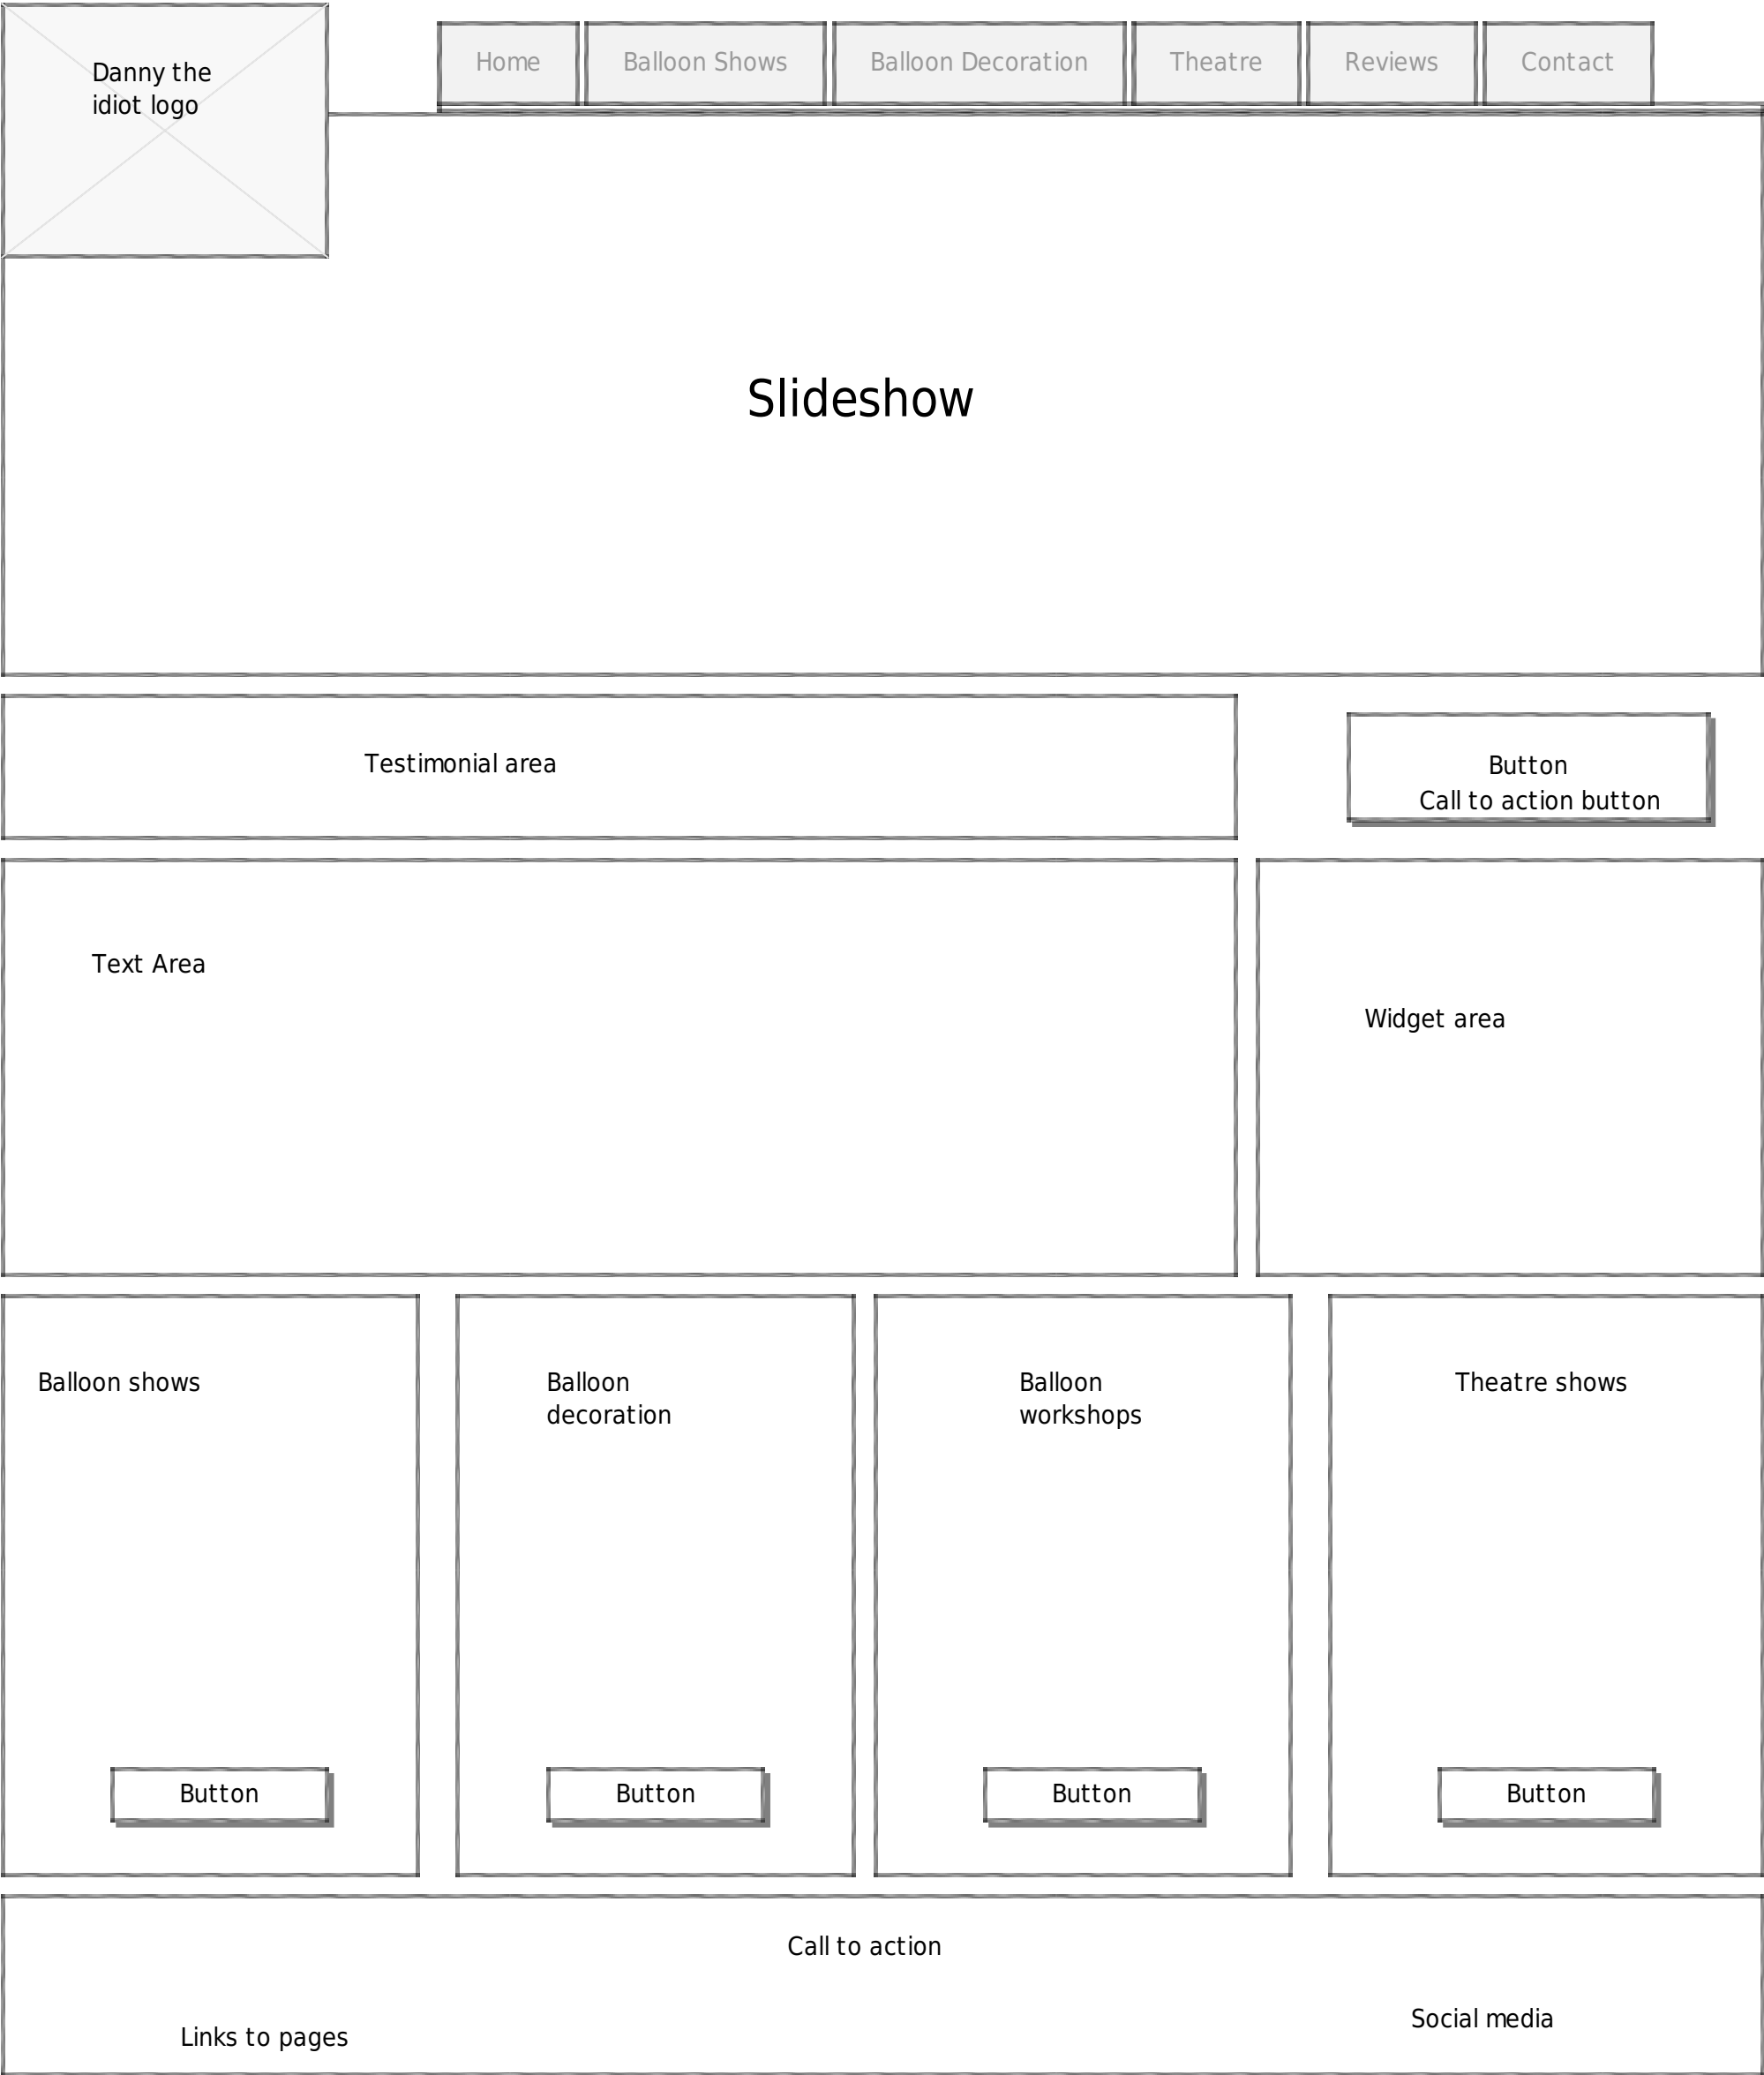 Danny the
idiot logo
Home
Balloon Shows
Balloon Decoration
Theatre
Reviews
Contact
Slideshow
Testimonial area
Button
Call to action button
Text Area
Widget area
Balloon shows
Balloon
decoration
Balloon
workshops
Theatre shows
Button
Button
Button
Button
Call to action
Links to pages
Social media